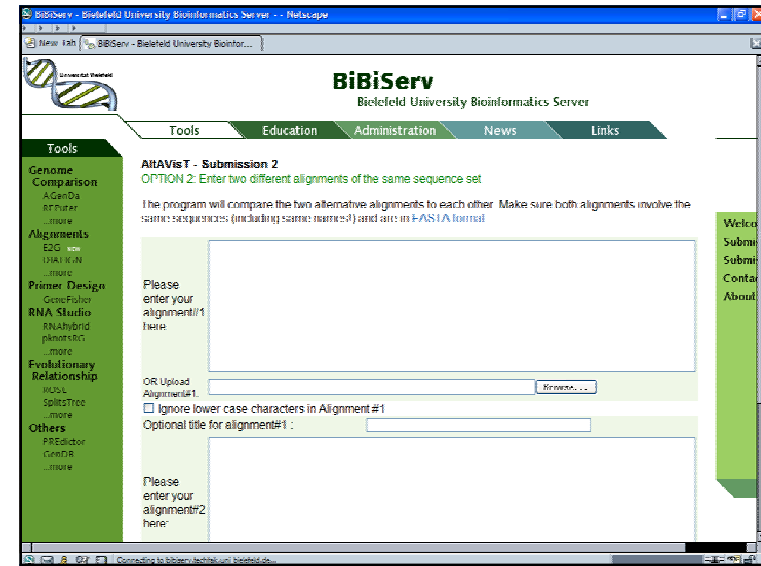 BiBiServ - Bielefeld University Bioinformatics Server - - Netscape
New Tab
BiBiServ - Bielefeld University Bioinfor...
Universität Bielefeld
BiBiServ
Bielefeld University Bioinformatics Server
Tools Education Administration News Links
Tools
Genome
Comparison
AGenDa
REPuter
...more
Alignments
E2G
DIALIGN
...more
Primer Design
GeneFisher
RNA Studio
RNAhybrid
pknotsRG
...more
Evolutionary
Relationship
ROSE
SplitsTree
...more
Others
PREdictor
GenDB
...more
AltAVisT - Submission 2
OPTION 2: Enter two different alignments of the same sequence set
The program will compare the two alternative alignments to each other. Make sure both alignments involve the
same sequences (including same names!) and are in FASTA format
Please
enter your
alignment#1
here:
OR Upload
Alignment#1:
Browse...
Ignore lower case characters in Alignment #1
Optional title for alignment#1 :
Please
enter your
alignment#2
here:
Welco
Subm
Submi
Conta
About